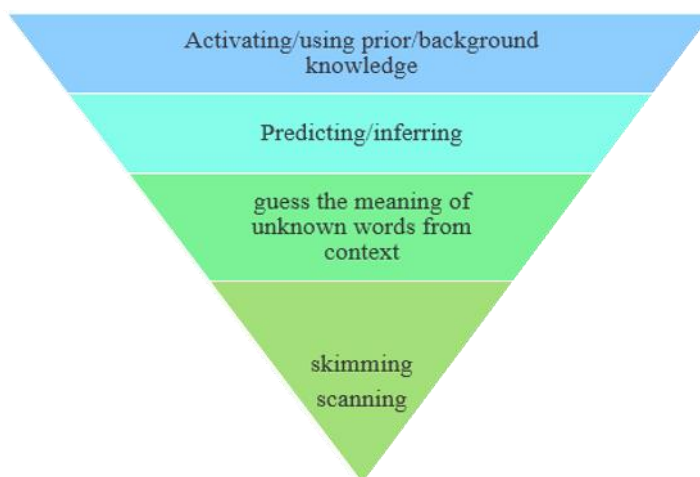 Activating/using prior/background
knowledge
Predicting/inferring
guess the meaning of
unknown words from
context
skimming
scanning